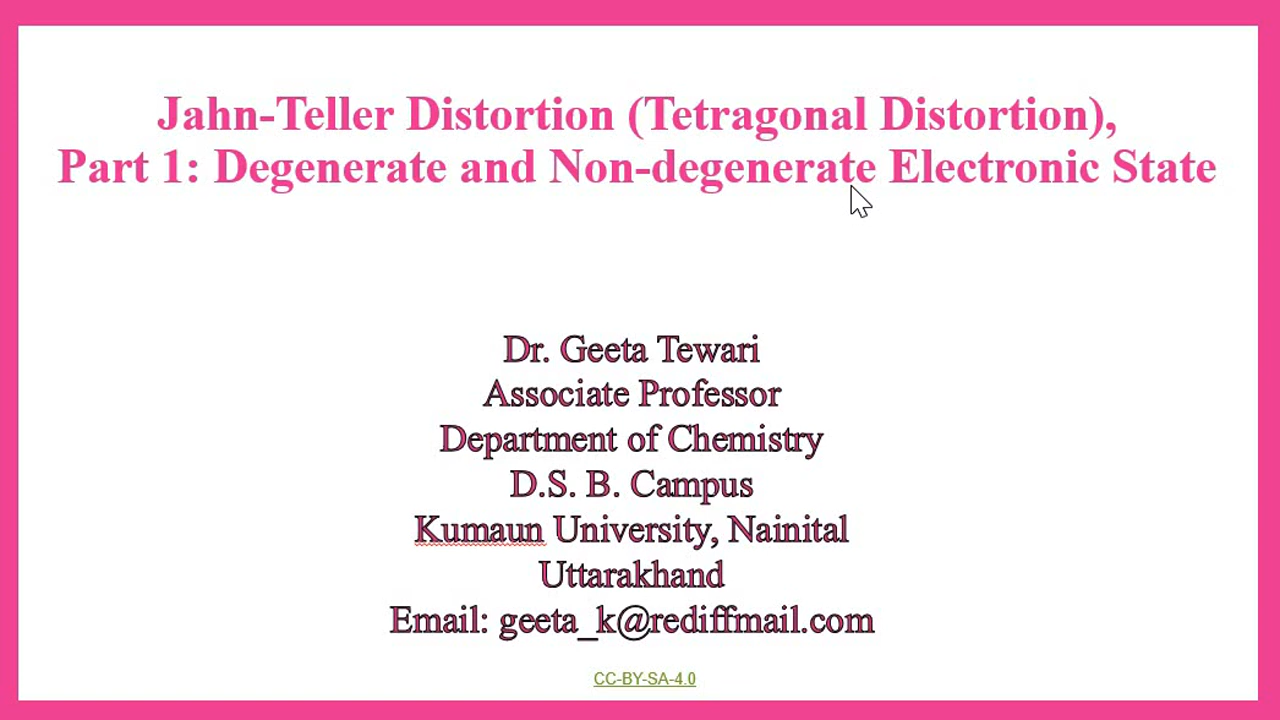 Jahn-Teller Distortion (Tetragonal Distortion),
Part 1: Degenerate and Non-degenerate Electronic State
Dr. Geeta Tewari
Associate Professor
Department of Chemistry
D.S. B. Campus
Kumaun University, Nainital
Uttarakhand
Email: geeta_k@rediffmail.com
CC-BY-SA-4.0